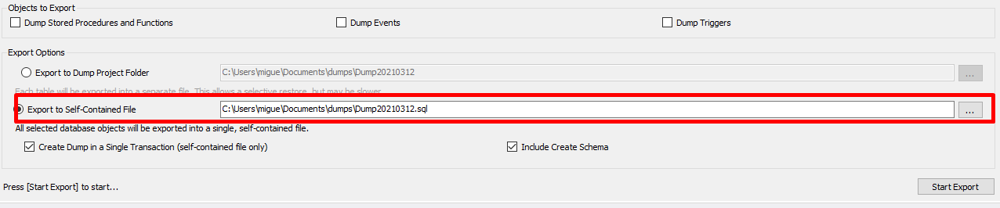 Objects to Export
Dump Stored Procedures and Functions Dump Events Dump Triggers
Export Options
Export to Dump Project Folder C:\Users\migue\Documents\dumps\Dump20210312 ...
Each table will be exported into a separate file. This allows a selective restore, but may be slower.
Export to Self-Contained File C:\Users\migue\Documents\dumps\Dump20210312.sql ...
All selected database objects will be exported into a single, self-contained file.
Create Dump in a Single Transaction (self-contained file only) Include Create Schema
Press [Start Export] to start... Start Export